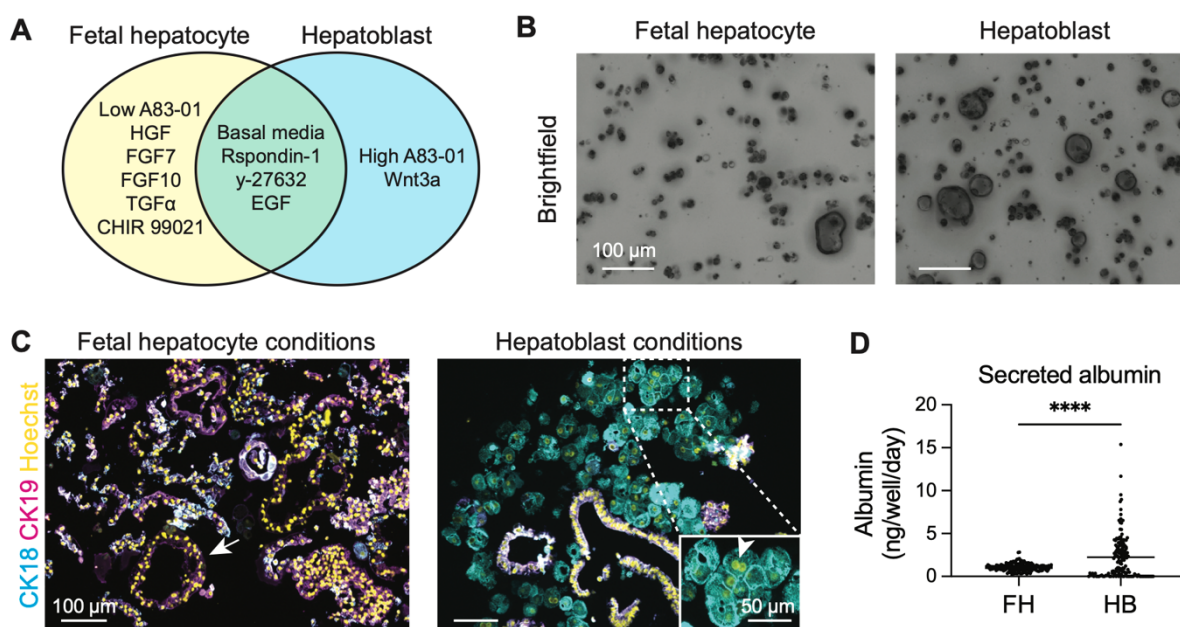 A
Fetal hepatocyte
Hepatoblast
Low A83-01
HGF
FGF7
FGF10
TGFα
CHIR 99021
Basal media
Rspondin-1
y-27632
EGF
High A83-01
Wnt3a
B
Fetal hepatocyte
Hepatoblast
Brightfield
100 µm
C
Fetal hepatocyte conditions
Hepatoblast conditions
CK18 CK19 Hoechst
100 µm
50 µm
D
Secreted albumin
****
Albumin
(ng/well/day)
20
15
10
5
0
FH
HB